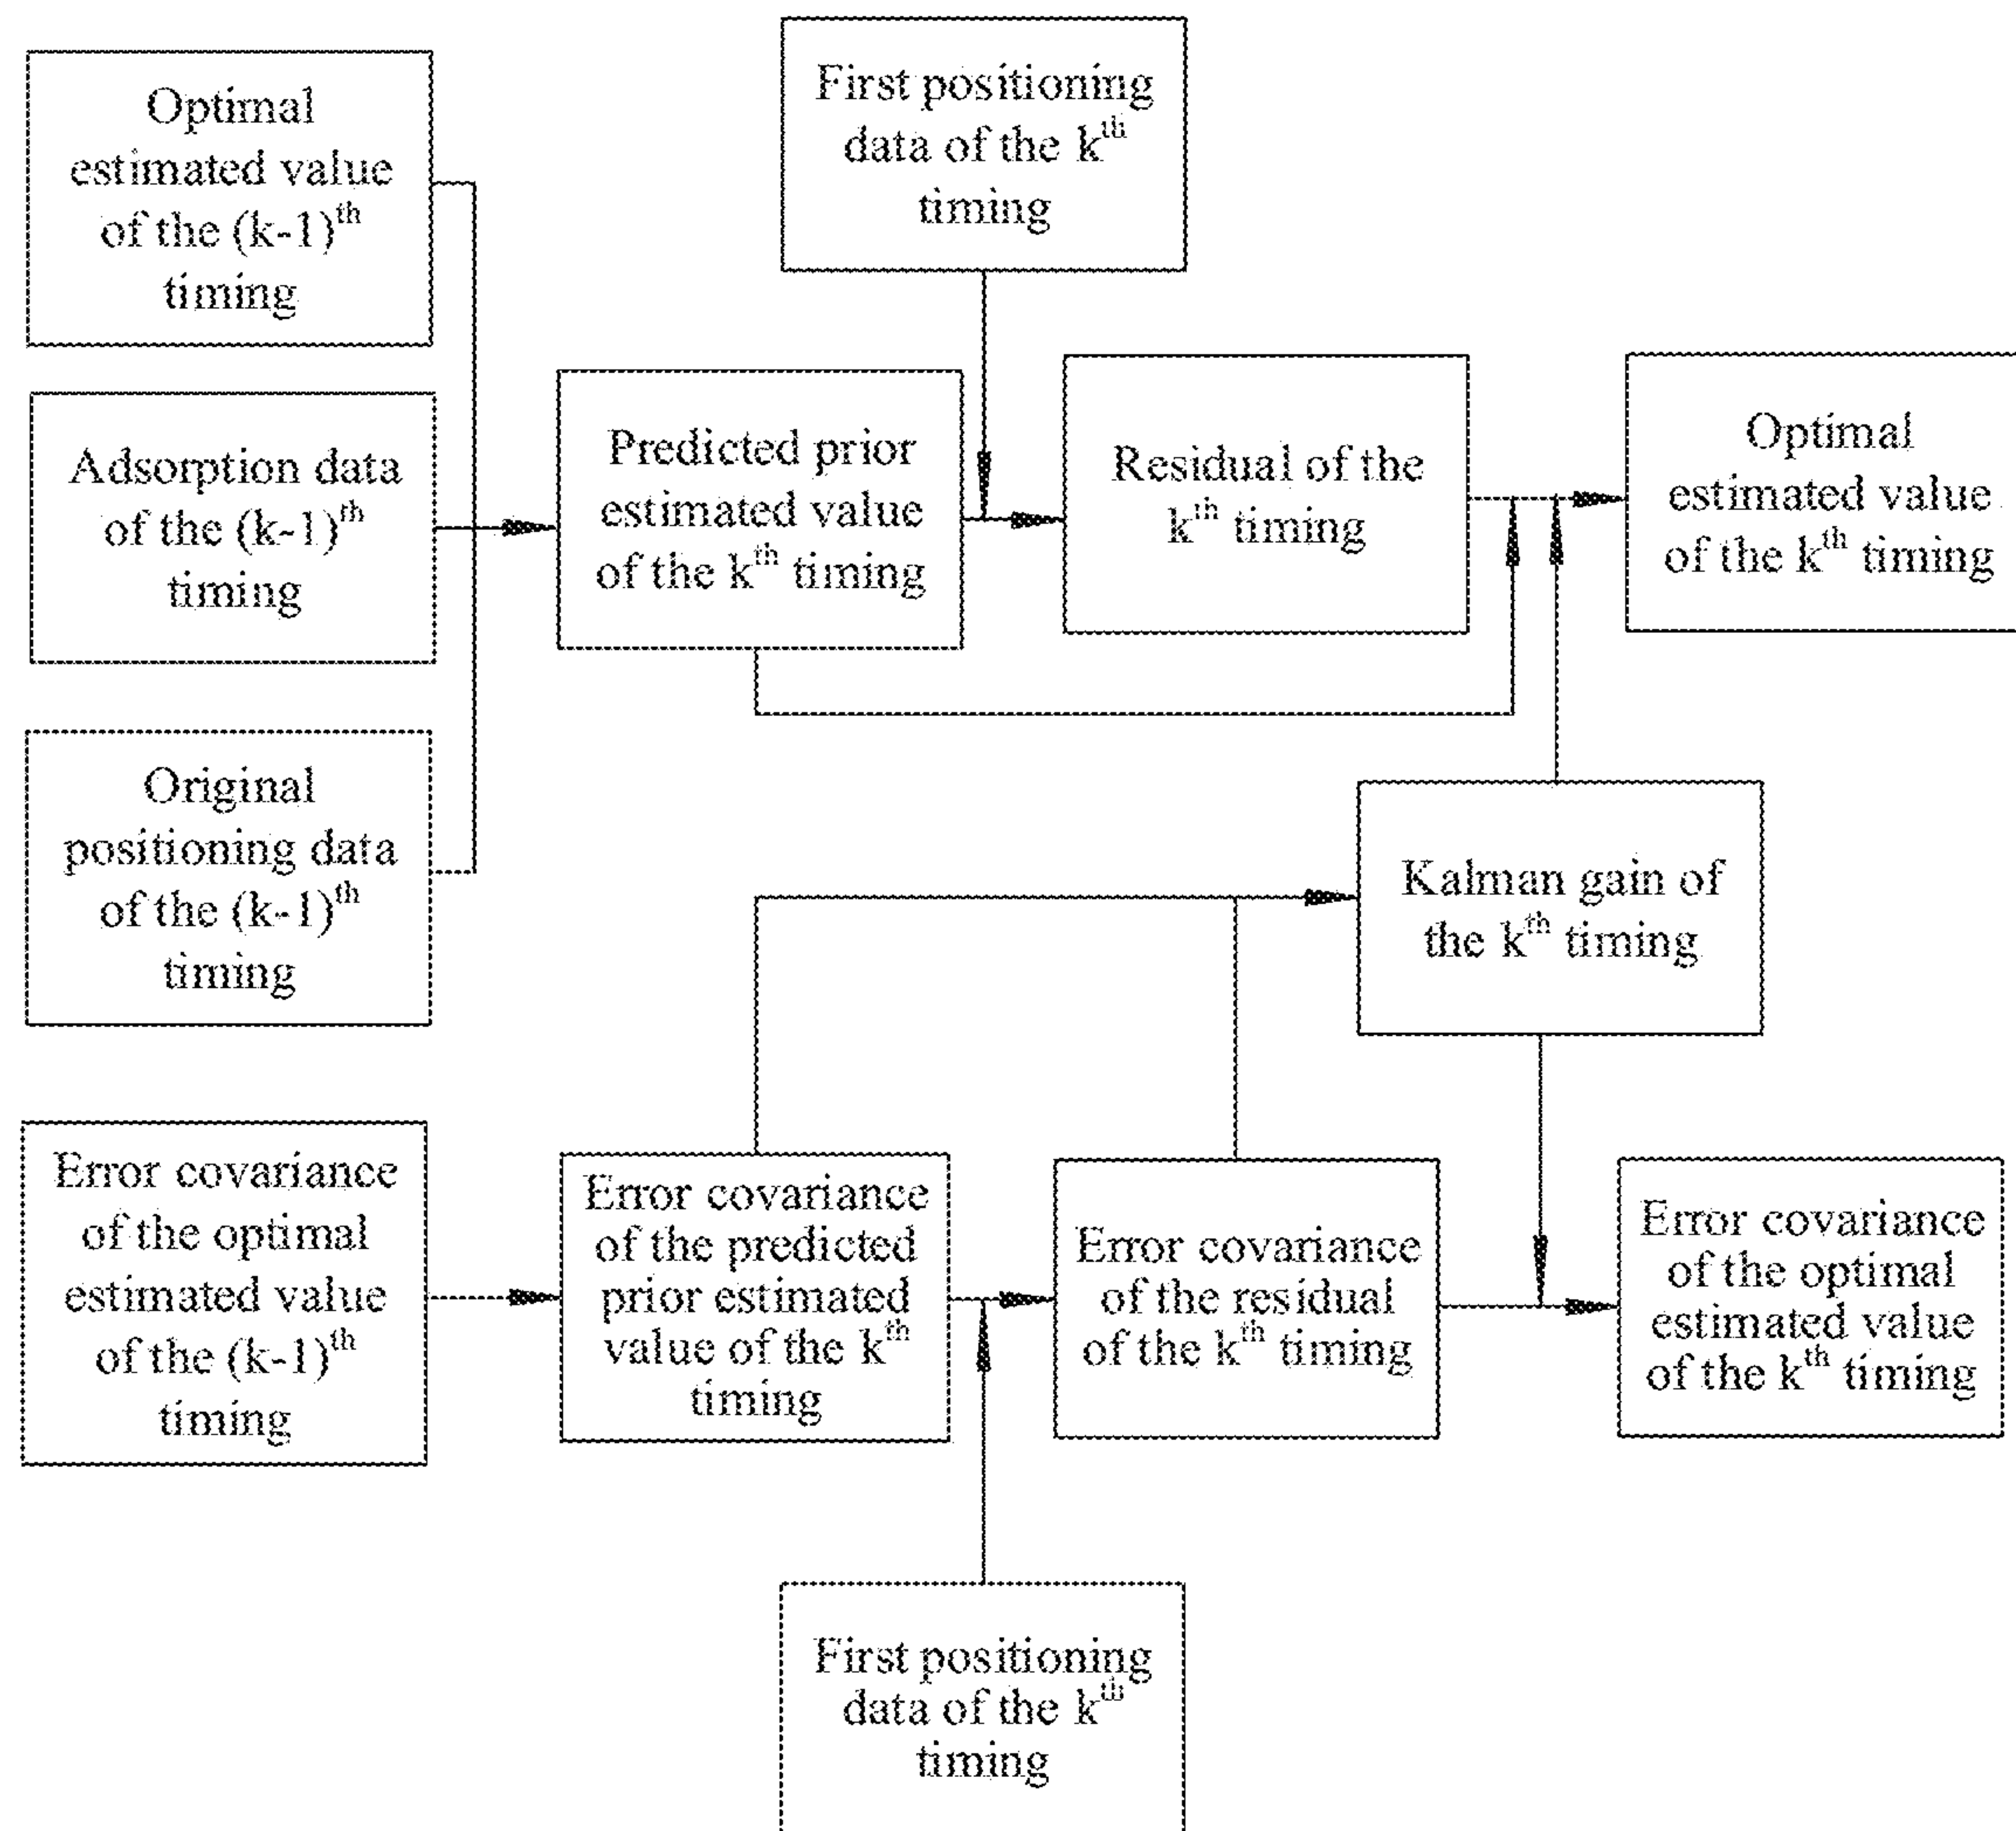 Optimal
estimated value
of the (k-1)th
timing
First positioning
data of the kth
timing
Adsorption data
of the (k-1)th
timing
Predicted prior
estimated value
of the kth timing
Residual of the
kth timing
Optimal
estimated value
of the kth timing
Original
positioning data
of the (k-1)th
timing
Kalman gain of
the kth timing
Error covariance
of the optimal
estimated value
of the (k-1)th
timing
Error covariance
of the predicted
prior estimated
value of the kth
timing
Error covariance
of the residual
of the kth timing
Error covariance
of the optimal
estimated value
of the kth timing
First positioning
data of the kth
timing